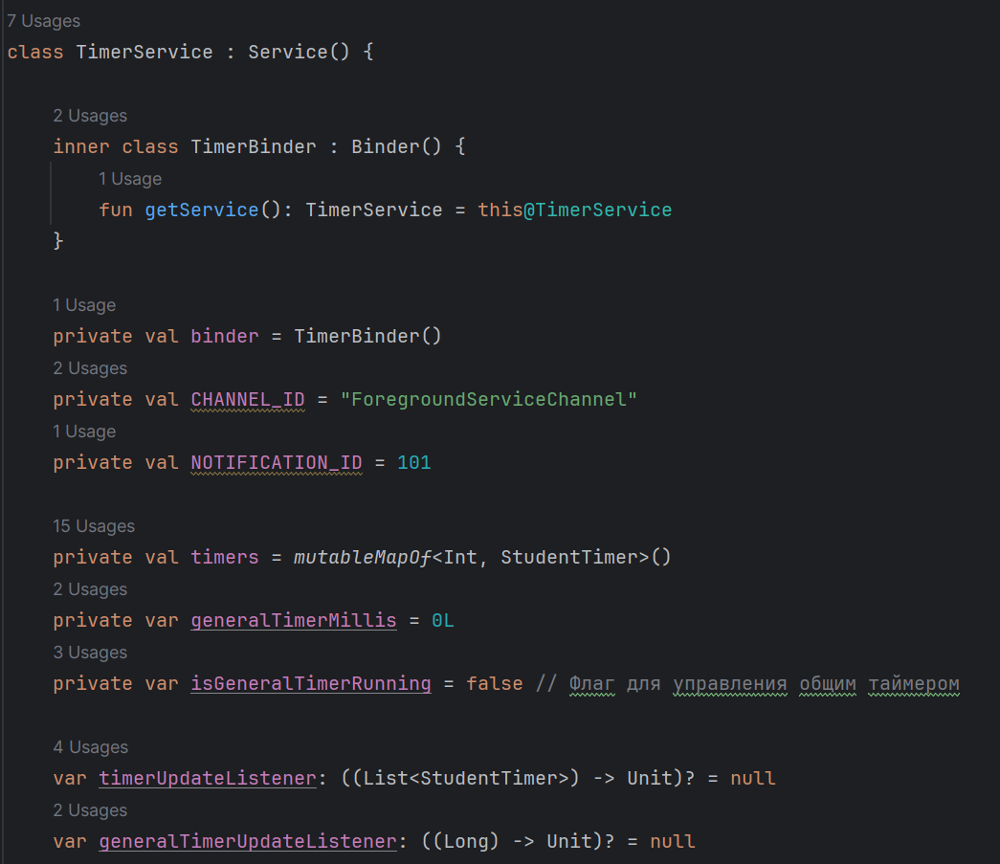 7 Usages
class TimerService : Service() {
2 Usages
inner class TimerBinder : Binder() {
1 Usage
fun getService(): TimerService = this@TimerService
}
1 Usage
private val binder = TimerBinder()
2 Usages
private val CHANNEL_ID = "ForegroundServiceChannel"
1 Usage
private val NOTIFICATION_ID = 101
15 Usages
private val timers = mutableMapOf<Int, StudentTimer>()
2 Usages
private var generalTimerMillis = 0L
3 Usages
private var isGeneralTimerRunning = false // Флаг для управления общим таймером
4 Usages
var timerUpdateListener: ((List<StudentTimer>) -> Unit)? = null
2 Usages
var generalTimerUpdateListener: ((Long) -> Unit)? = null